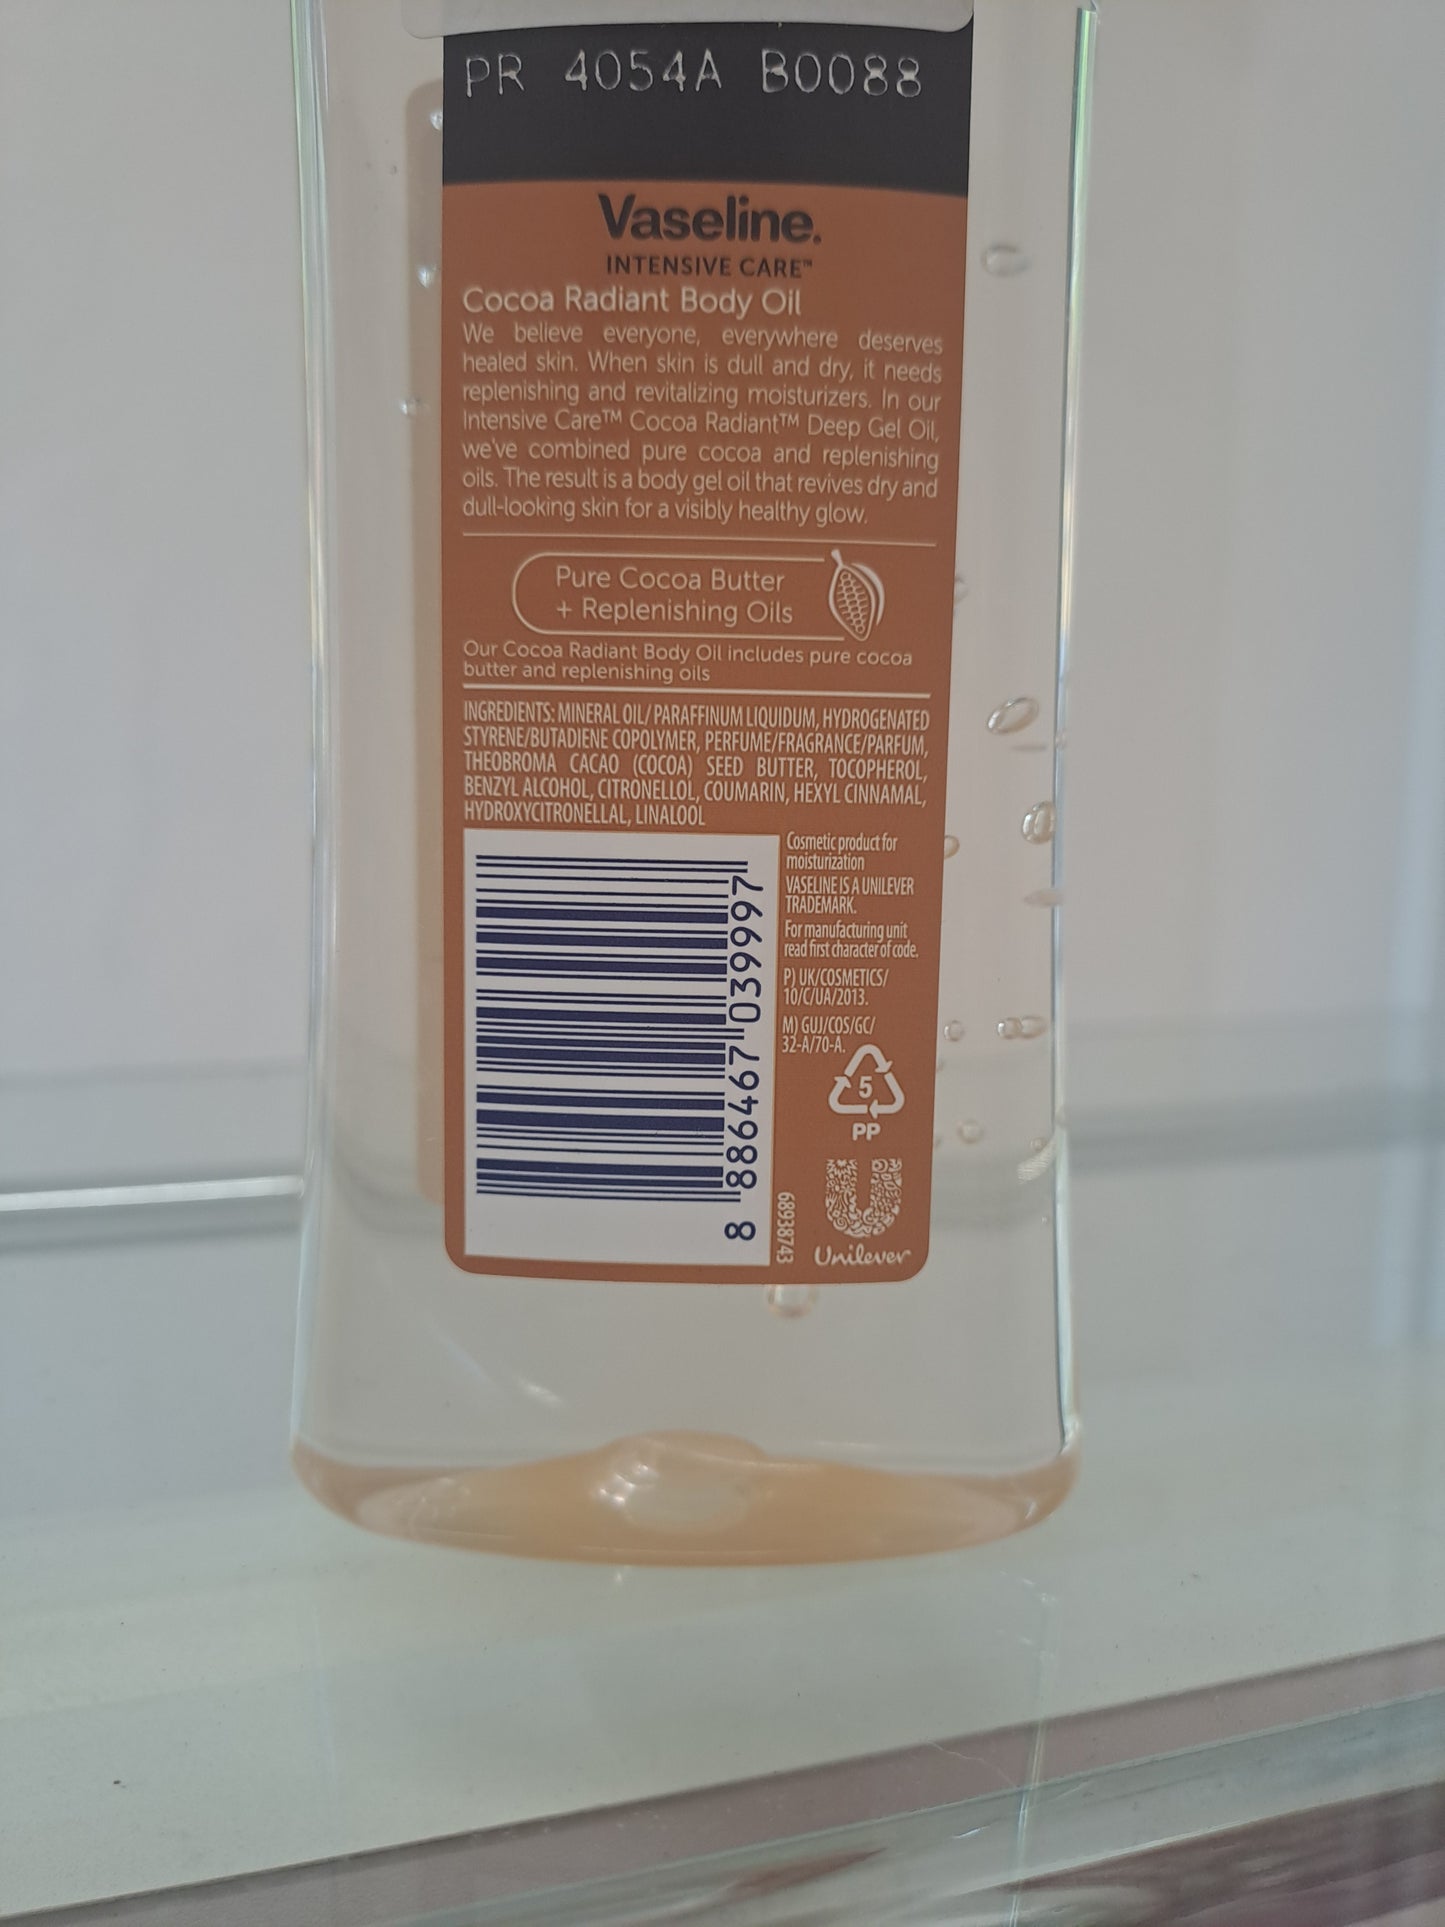 PR 4054A B0088
Vaseline.
INTENSIVE CARE™
Cocoa Radiant Body Oil
We believe everyone, everywhere deserves
healed skin. When skin is dull and dry, it needs
replenishing and revitalizing moisturizers. In our
Intensive Care™ Cocoa Radiant™ Deep Gel Oil,
we've combined pure cocoa and replenishing
oils. The result is a body gel oil that revives dry and
dull-looking skin for a visibly healthy glow.
Pure Cocoa Butter
+ Replenishing Oils
Our Cocoa Radiant Body Oil includes pure cocoa
butter and replenishing oils
INGREDIENTS: MINERAL OIL/ PARAFFINUM LIQUIDUM, HYDROGENATED
STYRENE/BUTADIENE COPOLYMER, PERFUME/FRAGRANCE/PARFUM,
THEOBROMA CACAO (COCOA) SEED BUTTER, TOCOPHEROL,
BENZYL ALCOHOL, CITRONELLOL, COUMARIN, HEXYL CINNAMAL,
HYDROXYCITRONELLAL, LINALOOL
8 886467 039997
Cosmetic product for
moisturization
VASELINE IS A UNILEVER
TRADEMARK.
For manufacturing unit
read first character of code.
P) UK/COSMETICS/
10/C/UA/2013.
M) GUJ/COS/GC/
32-A/70-A.
5
PP
68938743
Unilever